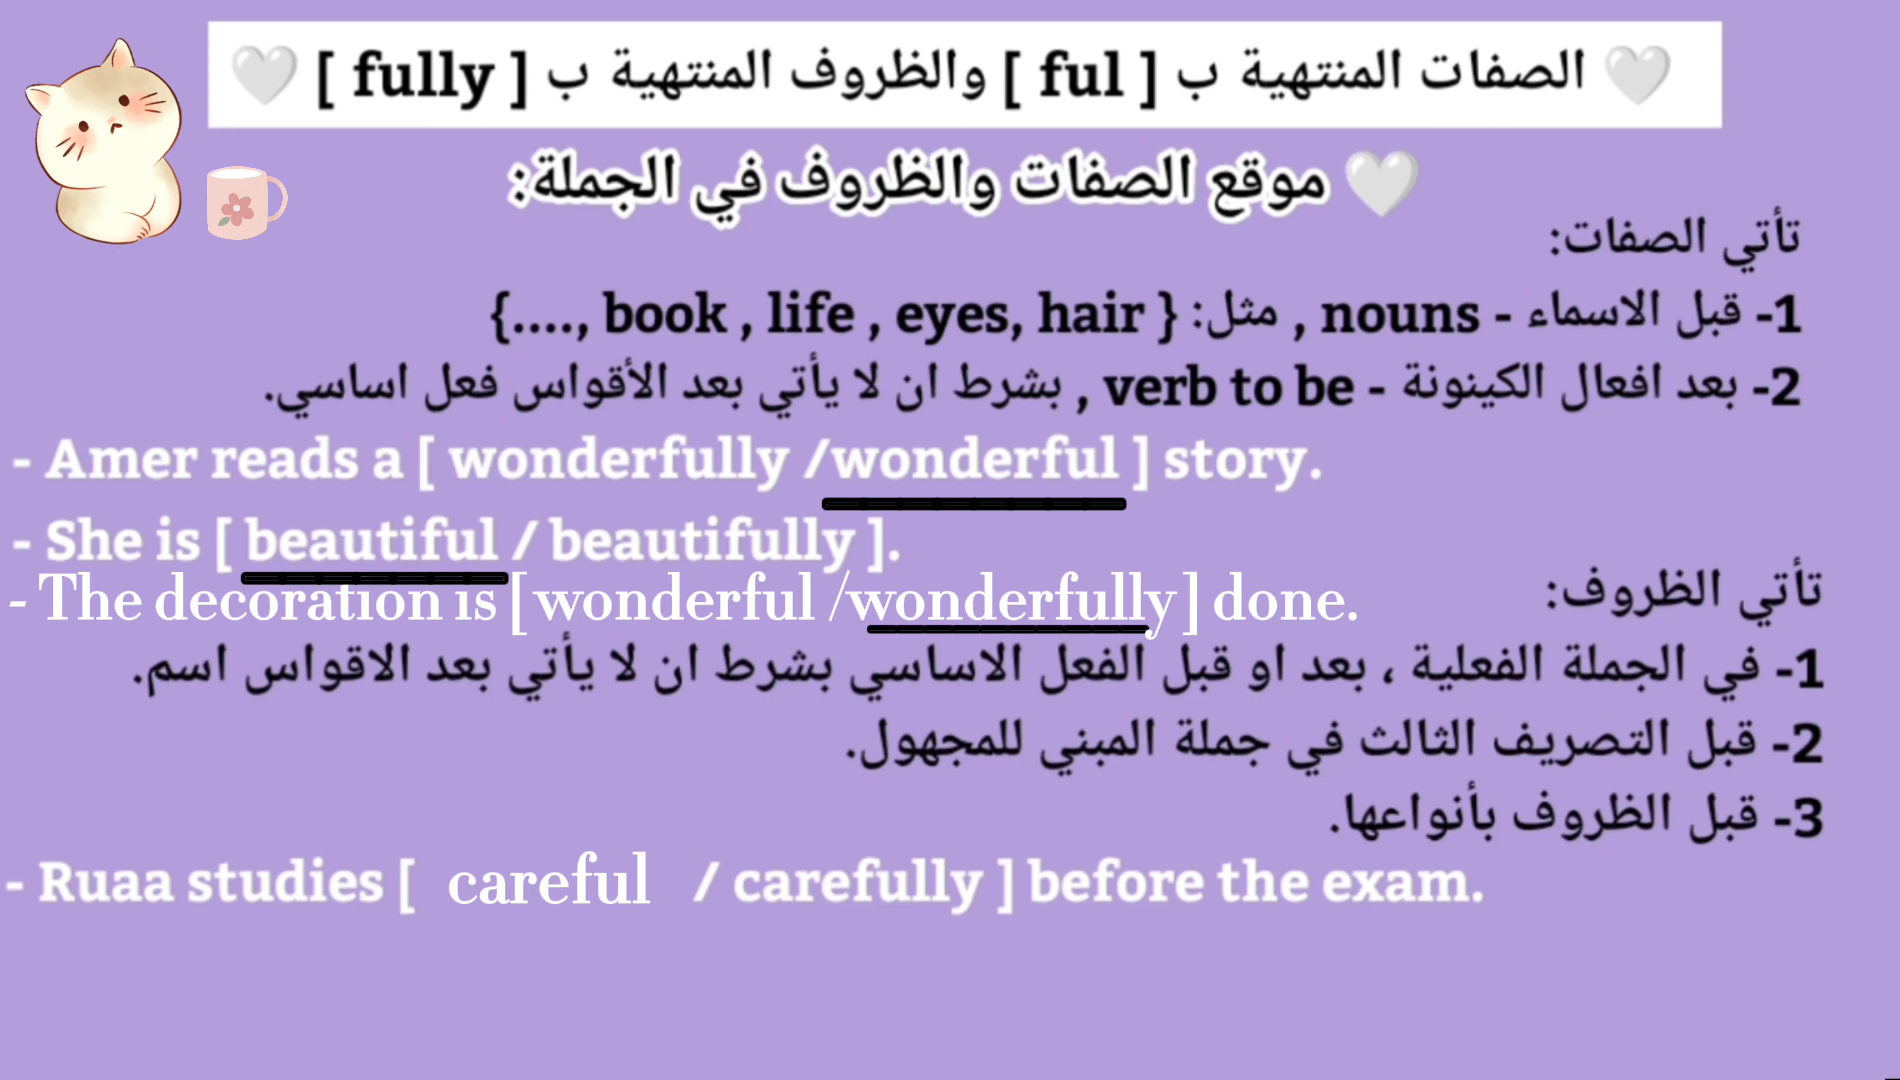 🤍 الصفات المنتهية ب [ ful ] والظروف المنتهية ب [ fully ] 🤍
🤍 موقع الصفات والظروف في الجملة:
تأتي الصفات:
1- قبل الاسماء - nouns , مثل: { book , life , eyes, hair ,....}
2- بعد افعال الكينونة - verb to be , بشرط ان لا يأتي بعد الأقواس فعل اساسي.
- Amer reads a [ wonderfully /wonderful ] story.
- She is [ beautiful / beautifully ].
- The decoration is [ wonderful /wonderfully ] done.
تأتي الظروف:
1- في الجملة الفعلية ، بعد او قبل الفعل الاساسي بشرط ان لا يأتي بعد الاقواس اسم.
2- قبل التصريف الثالث في جملة المبني للمجهول.
3- قبل الظروف بأنواعها.
- Ruaa studies [ careful / carefully ] before the exam.